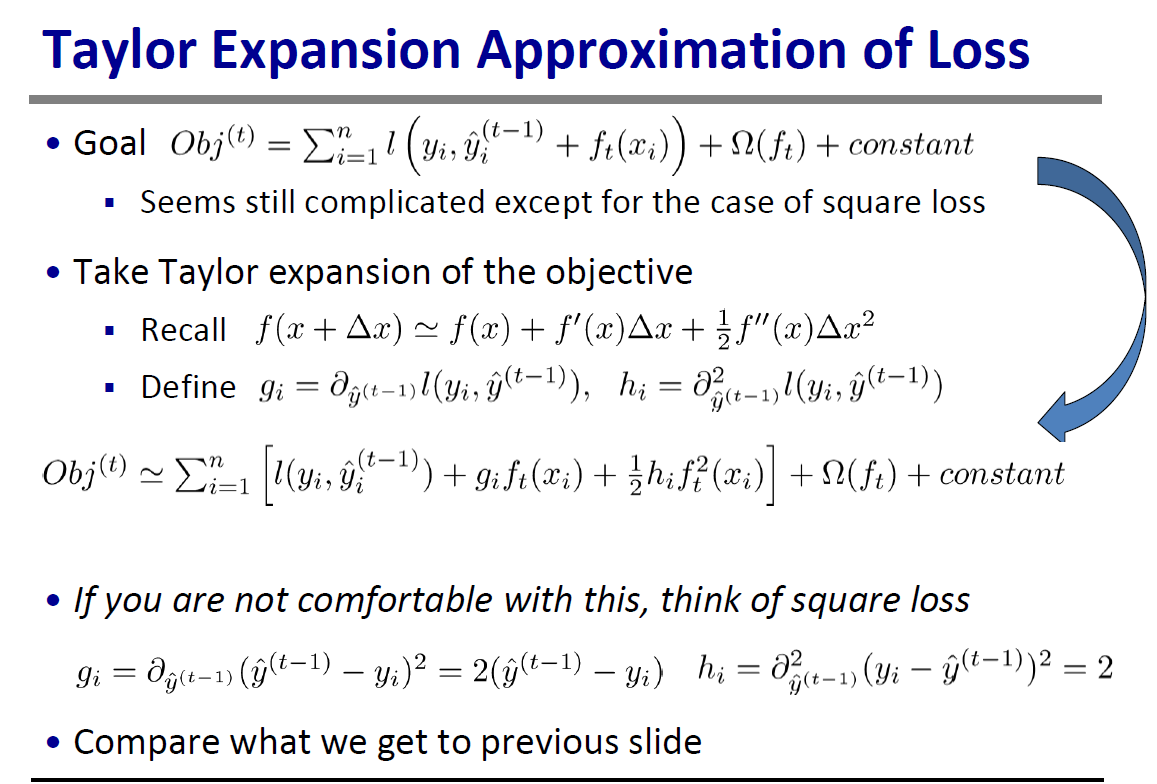 Taylor Expansion Approximation of Loss
• Goal $Obj^{(t)} = \sum_{i=1}^{n} l\left(y_i, \hat{y}_i^{(t-1)} + f_t(x_i)\right) + \Omega(f_t) + constant$
▪ Seems still complicated except for the case of square loss
• Take Taylor expansion of the objective
▪ Recall $f(x + \Delta x) \simeq f(x) + f'(x)\Delta x + \frac{1}{2} f''(x)\Delta x^2$
▪ Define $g_i = \partial_{\hat{y}^{(t-1)}} l(y_i, \hat{y}^{(t-1)}), \; h_i = \partial^2_{\hat{y}^{(t-1)}} l(y_i, \hat{y}^{(t-1)})$
$Obj^{(t)} \simeq \sum_{i=1}^{n} \left[ l(y_i, \hat{y}_i^{(t-1)}) + g_i f_t(x_i) + \frac{1}{2} h_i f_t^2(x_i) \right] + \Omega(f_t) + constant$
• If you are not comfortable with this, think of square loss
$g_i = \partial_{\hat{y}^{(t-1)}} (\hat{y}^{(t-1)} - y_i)^2 = 2(\hat{y}^{(t-1)} - y_i) \; h_i = \partial^2_{\hat{y}^{(t-1)}} (y_i - \hat{y}^{(t-1)})^2 = 2$
• Compare what we get to previous slide